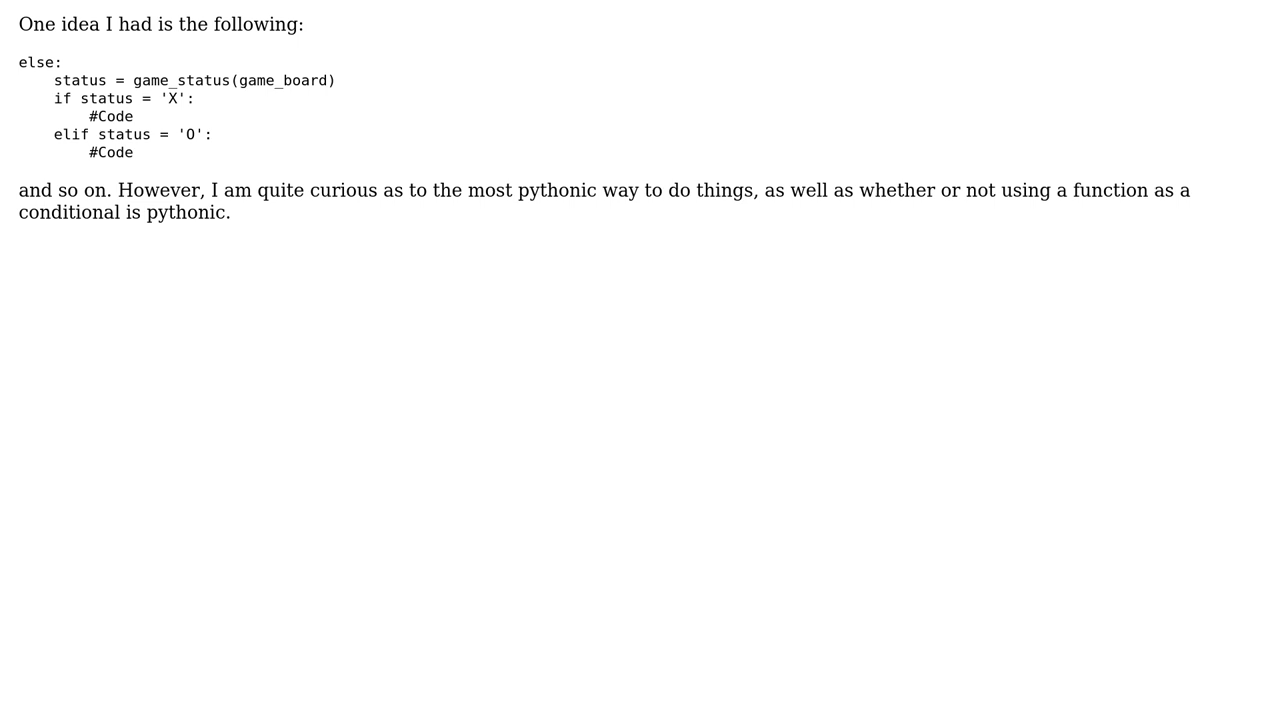 One idea I had is the following:
else:
    status = game_status(game_board)
    if status = 'X':
        #Code
    elif status = 'O':
        #Code
and so on. However, I am quite curious as to the most pythonic way to do things, as well as whether or not using a function as a
conditional is pythonic.